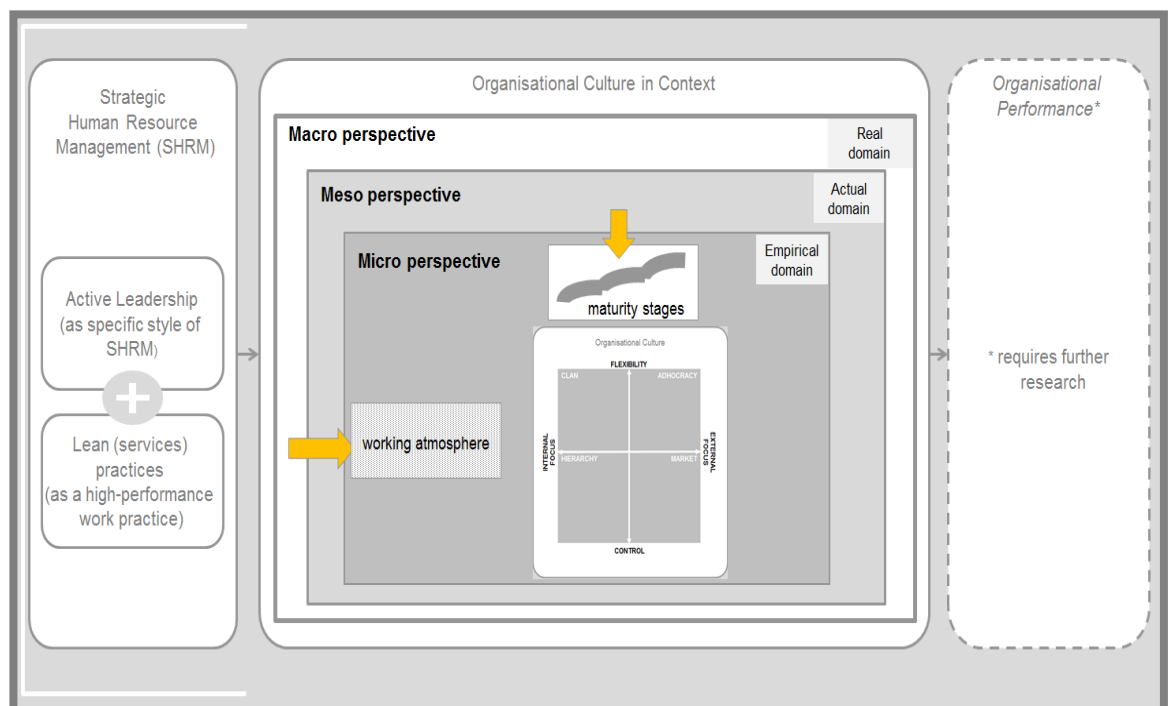 Strategic
Human Resource
Management (SHRM)
Active Leadership
(as specific style of
SHRM)
+
Lean (services)
practices
(as a high-performance
work practice)
Organisational Culture in Context
Macro perspective
Real
domain
Meso perspective
Actual
domain
Micro perspective
Empirical
domain
maturity stages
working atmosphere
Organisational Culture
FLEXIBILITY
CLAN
ADHOCRACY
INTERNAL
FOCUS
EXTERNAL
FOCUS
HIERARCHY
MARKET
CONTROL
Organisational
Performance*
* requires further
research